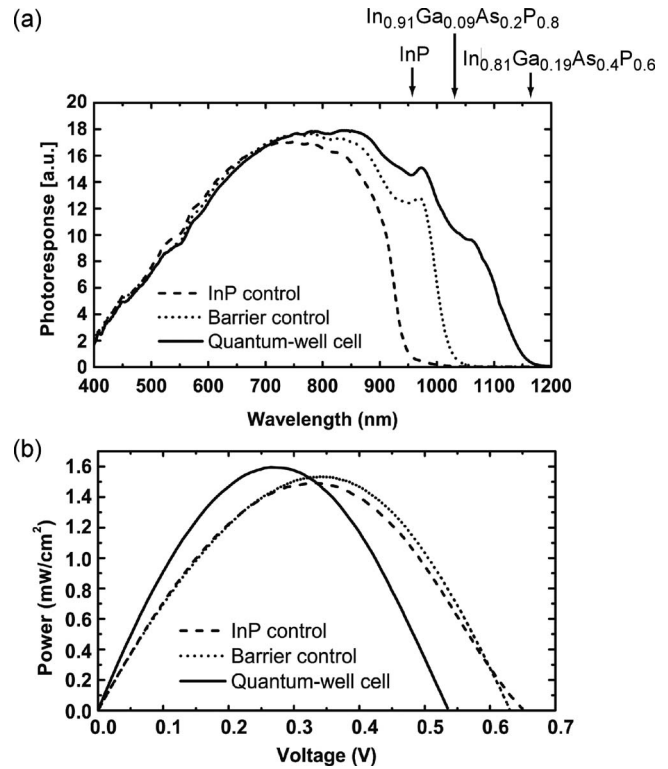 (a)
In0.91Ga0.09As0.2P0.8
InP
In0.81Ga0.19As0.4P0.6
20
18
16
14
12
10
8
6
4
2
0
Photoresponse [a.u.]
InP control
Barrier control
Quantum-well cell
400 500 600 700 800 900 1000 1100 1200
Wavelength (nm)
(b)
1.6
1.4
1.2
1.0
0.8
0.6
0.4
0.2
0.0
Power (mw/cm²)
InP control
Barrier control
Quantum-well cell
0.0 0.1 0.2 0.3 0.4 0.5 0.6 0.7
Voltage (V)